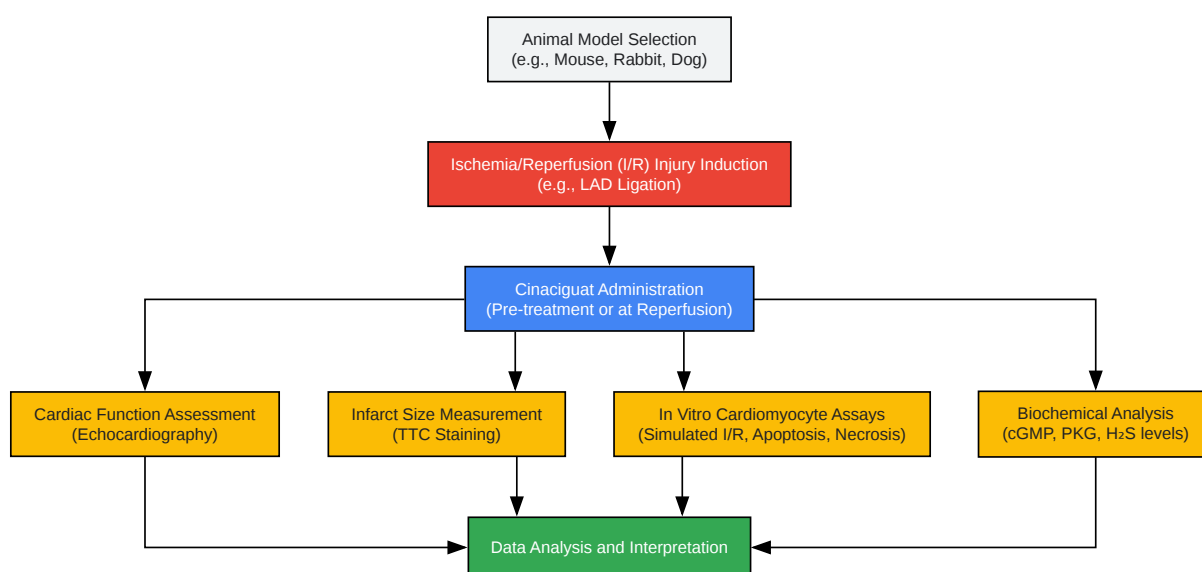 Animal Model Selection
(e.g., Mouse, Rabbit, Dog)
Ischemia/Reperfusion (I/R) Injury Induction
(e.g., LAD Ligation)
Cinaciguat Administration
(Pre-treatment or at Reperfusion)
Cardiac Function Assessment
(Echocardiography)
Infarct Size Measurement
(TTC Staining)
In Vitro Cardiomyocyte Assays
(Simulated I/R, Apoptosis, Necrosis)
Biochemical Analysis
(cGMP, PKG, H₂S levels)
Data Analysis and Interpretation